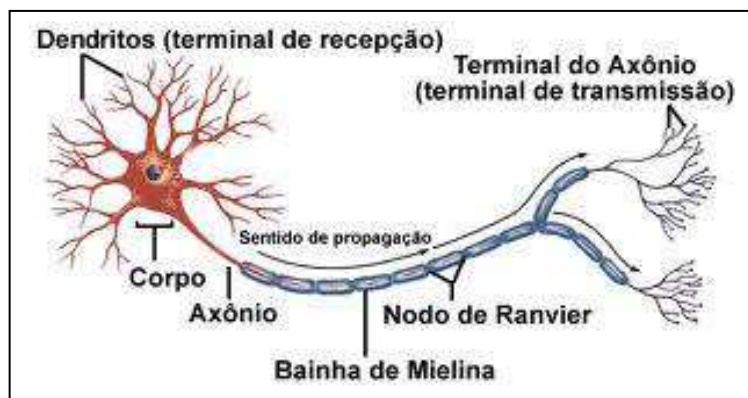 Dendritos (terminal de recepção)
Terminal do Axônio
(terminal de transmissão)
Sentido de propagação
Corpo
Axônio
Nodo de Ranvier
Bainha de Mielina